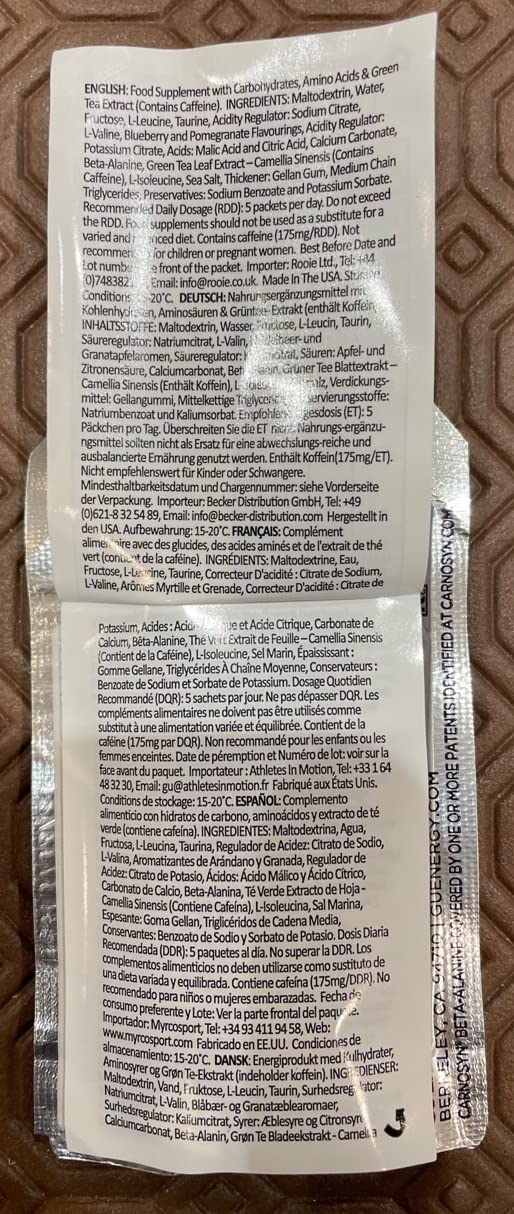 ENGLISH: Food Supplement with Carbohydrates, Amino Acids & Green
Tea Extract (Contains Caffeine). INGREDIENTS: Maltodextrin, Water,
Fructose, L-Leucine, Taurine, Acidity Regulator: Sodium Citrate,
L-Valine, Blueberry and Pomegranate Flavourings, Acidity Regulator:
Potassium Citrate, Acids: Malic Acid and Citric Acid, Calcium Carbonate,
Beta-Alanine, Green Tea Leaf Extract – Camellia Sinensis (Contains
Caffeine), L-Isoleucine, Sea Salt, Thickener: Gellan Gum, Medium Chain
Triglycerides, Preservatives: Sodium Benzoate and Potassium Sorbate.
Recommended Daily Dosage (RDD): 5 packets per day. Do not exceed
the RDD. Food supplements should not be used as a substitute for a
varied and diet. Contains caffeine (175mg/RDD). Not
recommen for children or pregnant women. Best Before Date and
Lot numbe e front of the packet. Importer: Rooie Ltd., Tel: +44
(0)748382 Email: info@rooie.co.uk. Made In The USA.
Conditions: -20°C. DEUTSCH: Nahrungsergänzungsmittel mit
Kohlenhydraten, Aminosäuren & Grüntee- Extrakt (enthält Koffein)
INHALTSSTOFFE: Maltodextrin, Wasser, Fructose, L-Leucin, Taurin,
Säureregulator: Natriumcitrat, L-Valin, und
Granatapfelaromen, Säureregulator: Säuren: Apfel- und
Zitronensäure, Calciumcarbonat, Grüner Tee Blattextrakt –
Camellia Sinensis (Enthält Koffein), Verdickungs-
mittel: Gellangummi, Mittelkettige
Natriumbenzoat und Kaliumsorbat. (ET): 5
Päckchen pro Tag. Überschreiten Sie die ET nicht. Nahrungs-ergänzu-
ngsmittel sollten nicht als Ersatz für eine abwechslungs-reiche und
ausbalancierte Ernährung genutzt werden. Enthält Koffein(175mg/ET).
Nicht empfehlenswert für Kinder oder Schwangere.
Mindesthaltbarkeitsdatum und Chargennummer: siehe Vorderseite
der Verpackung. Importeur: Becker Distribution GmbH, Tel: +49
(0)621-8 32 54 89, Email: info@becker-distribution.com Hergestellt in
den USA. Aufbewahrung: 15-20°C. FRANÇAIS: Complément
alimentaire avec des glucides, des acides aminés et de l'extrait de thé
vert (contient de la caféine). INGRÉDIENTS: Maltodextrine, Eau,
Fructose, L-Leucine, Taurine, Correcteur D'acidité : Citrate de Sodium,
L-Valine, Arômes Myrtille et Grenade, Correcteur D'acidité : Citrate de
Potassium, Acides : et Acide Citrique, Carbonate de
Calcium, Bêta-Alanine, Thé Vert Extrait de Feuille – Camellia Sinensis
(Contient de la Caféine), L-Isoleucine, Sel Marin, Épaississant :
Gomme Gellane, Triglycérides À Chaîne Moyenne, Conservateurs :
Benzoate de Sodium et Sorbate de Potassium. Dosage Quotidien
Recommandé (DQR): 5 sachets par jour. Ne pas dépasser DQR. Les
compléments alimentaires ne doivent pas être utilisés comme
substitut à une alimentation variée et équilibrée. Contient de la
caféine (175mg par DQR). Non recommandé pour les enfants ou les
femmes enceintes. Date de péremption et Numéro de lot: voir sur la
face avant du paquet. Importateur : Athletes In Motion, Tel: +33 1 64
48 32 30, Email: gu@athletesinmotion.fr Fabriqué aux États Unis.
Conditions de stockage: 15-20°C. ESPAÑOL: Complemento
alimenticio con hidratos de carbono, aminoácidos y extracto de té
verde (contiene cafeína). INGREDIENTES: Maltodextrina, Agua,
Fructosa, L-Leucina, Taurina, Regulador de Acidez: Citrato de Sodio,
L-Valina, Aromatizantes de Arándano y Granada, Regulador de
Acidez: Citrato de Potasio, Ácidos: Ácido Málico y Ácido Cítrico,
Carbonato de Calcio, Beta-Alanina, Té Verde Extracto de Hoja –
Camellia Sinensis (Contiene Cafeína), L-Isoleucina, Sal Marina,
Espesante: Goma Gellan, Triglicéridos de Cadena Media,
Conservantes: Benzoato de Sodio y Sorbato de Potasio. Dosis Diaria
Recomendada (DDR): 5 paquetes al día. No superar la DDR. Los
complementos alimenticios no deben utilizarse como sustituto de
una dieta variada y equilibrada. Contiene cafeína (175mg/DDR). No
recomendado para niños o mujeres embarazadas. Fecha de
consumo preferente y Lote: Ver la parte frontal del paquete.
Importador: Myrcosport, Tel: +34 93 411 94 58, Web:
www.myrcosport.com Fabricado en EE.UU. Condiciones de
almacenamiento: 15-20°C. DANSK: Energiprodukt med Kulhydrater,
Aminosyrer og Grøn Te-Ekstrakt (indeholder koffein). INGREDIENSER:
Maltodextrin, Vand, Fruktose, L-Leucin, Taurin, Surhedsregulator:
Natriumcitrat, L-Valin, Blåbær- og Granatæblearomaer,
Surhedsregulator: Kaliumcitrat, Syrer: Æblesyre og Citronsyre
Calciumcarbonat, Beta-Alanin, Grøn Te Bladeekstrakt - Camellia
BERKELEY, CA 94710 | GUENERGY.COM
CARNOSYN® BETA-ALANINE COVERED BY ONE OR MORE PATENTS IDENTIFIED AT CARNOSYN.COM